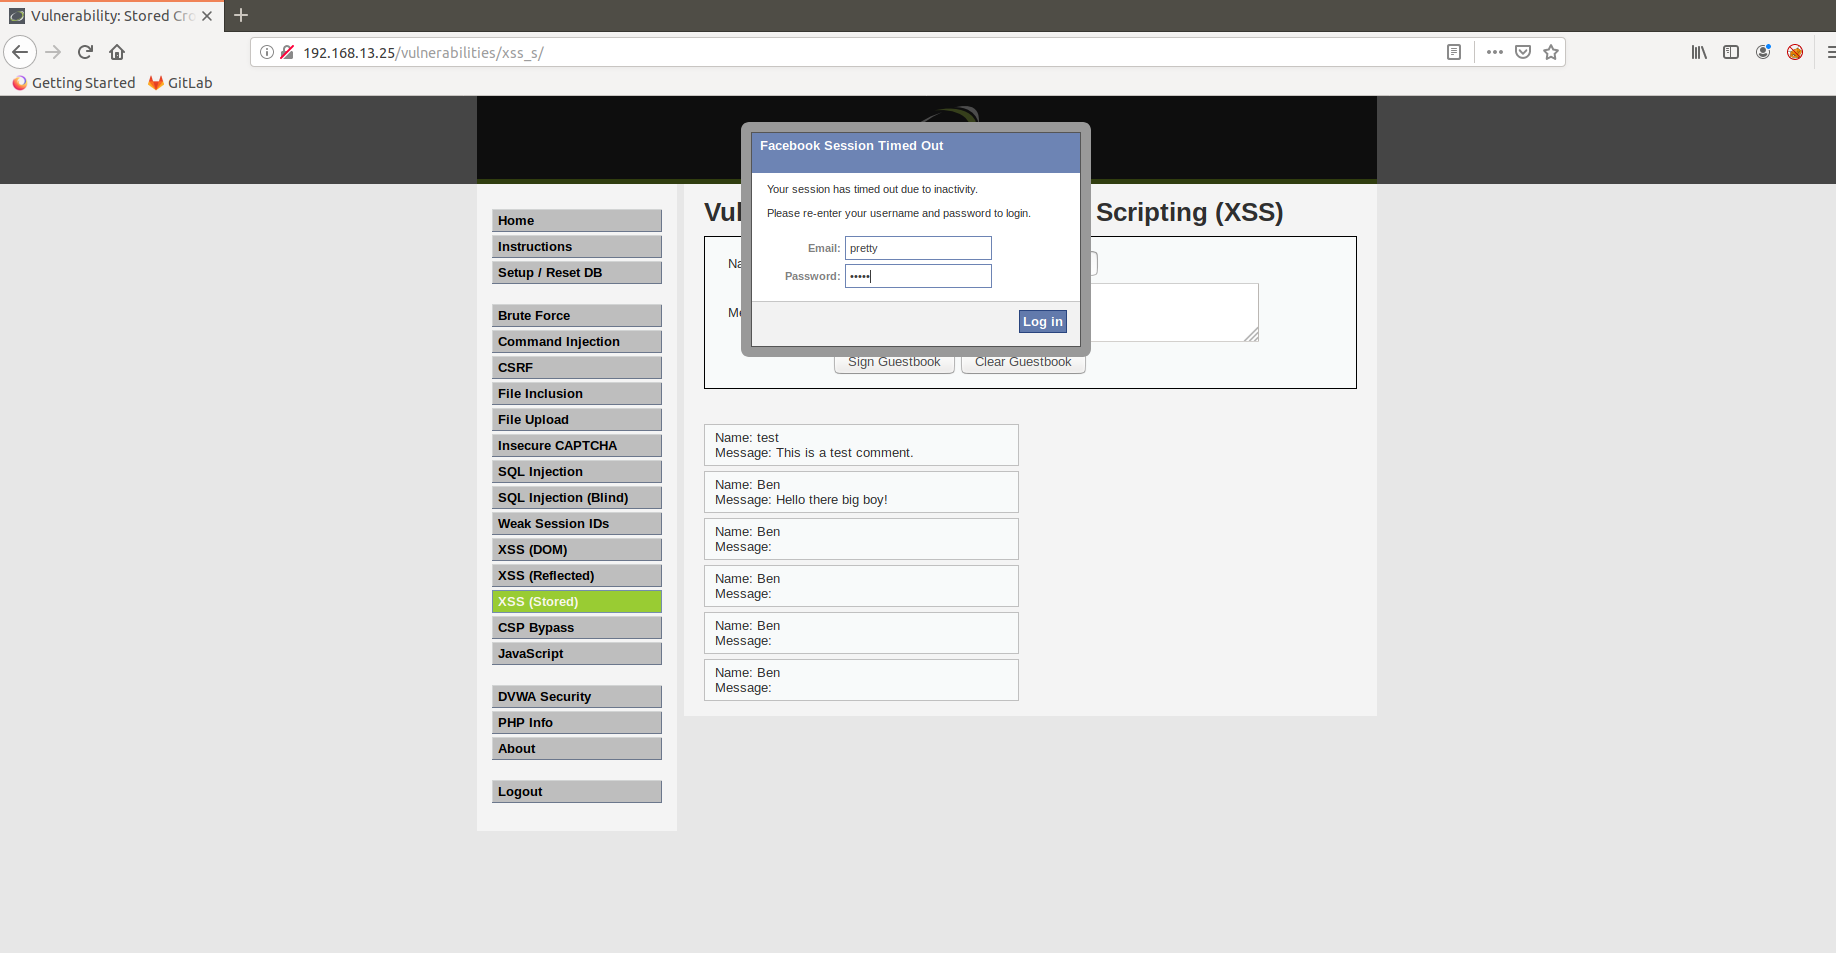 Vulnerability: Stored Cro
192.168.13.25/vulnerabilities/xss_s/
Getting Started
GitLab
Facebook Session Timed Out
Your session has timed out due to inactivity.
Please re-enter your username and password to login.
Email: pretty
Password: •••••
Log in
Home
Instructions
Setup / Reset DB
Brute Force
Command Injection
CSRF
File Inclusion
File Upload
Insecure CAPTCHA
SQL Injection
SQL Injection (Blind)
Weak Session IDs
XSS (DOM)
XSS (Reflected)
XSS (Stored)
CSP Bypass
JavaScript
DVWA Security
PHP Info
About
Logout
Vul Scripting (XSS)
Na
Me
Sign Guestbook Clear Guestbook
Name: test
Message: This is a test comment.
Name: Ben
Message: Hello there big boy!
Name: Ben
Message:
Name: Ben
Message:
Name: Ben
Message:
Name: Ben
Message: